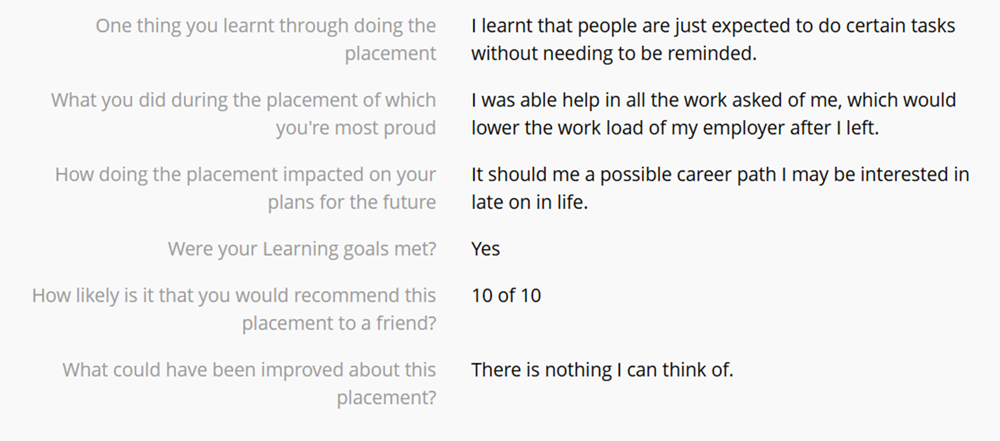 One thing you learnt through doing the
placement
I learnt that people are just expected to do certain tasks
without needing to be reminded.
What you did during the placement of which
you're most proud
I was able help in all the work asked of me, which would
lower the work load of my employer after I left.
How doing the placement impacted on your
plans for the future
It should me a possible career path I may be interested in
late on in life.
Were your Learning goals met?
Yes
How likely is it that you would recommend this
placement to a friend?
10 of 10
What could have been improved about this
placement?
There is nothing I can think of.